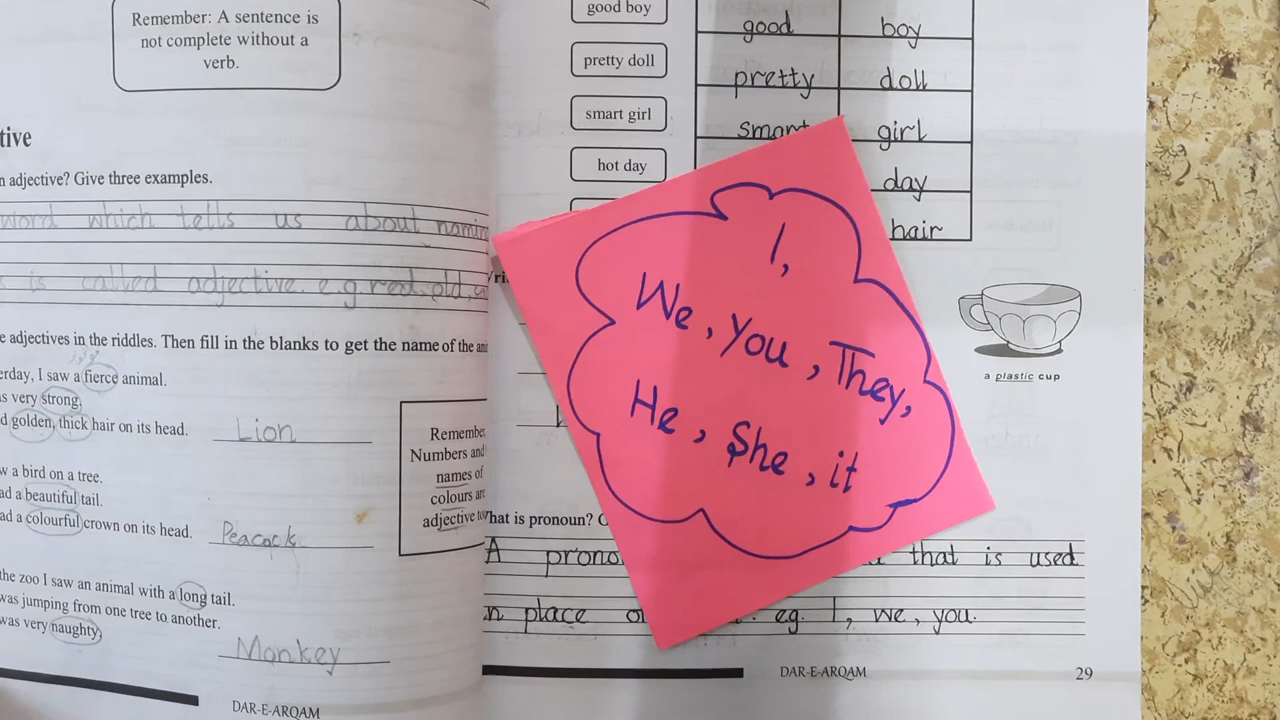 Remember: A sentence is
not complete without a
verb.
tive
n adjective? Give three examples.
word which tells us about naming
s is called adjective. e.g red, old,
e adjectives in the riddles. Then fill in the blanks to get the name of the
erday, I saw a fierce animal.
as very strong.
d golden, thick hair on its head. Lion
w a bird on a tree.
ad a beautiful tail.
ad a colourful crown on its head. Peacock
the zoo I saw an animal with a long tail.
was jumping from one tree to another.
was very naughty.
Monkey
Remember
Numbers and
names of
colours are
adjective too
DAR-E-ARQAM
good boy
pretty doll
smart girl
hot day
good boy
pretty doll
smart girl
day
hair
I,
We, You, They,
He, She, it
a plastic cup
What is pronoun?
A prono that is used
n place o eg. I, we, you.
DAR-E-ARQAM 29